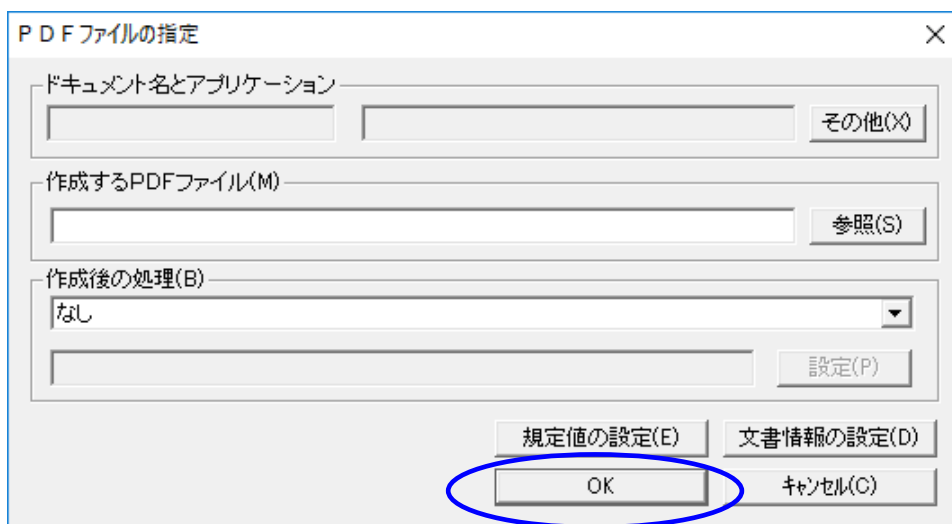 ＰＤＦファイルの指定
ドキュメント名とアプリケーション
その他(X)
作成するPDFファイル(M)
参照(S)
作成後の処理(B)
なし
設定(P)
規定値の設定(E) 文書情報の設定(D)
OK ｷｬﾝｾﾙ(C)